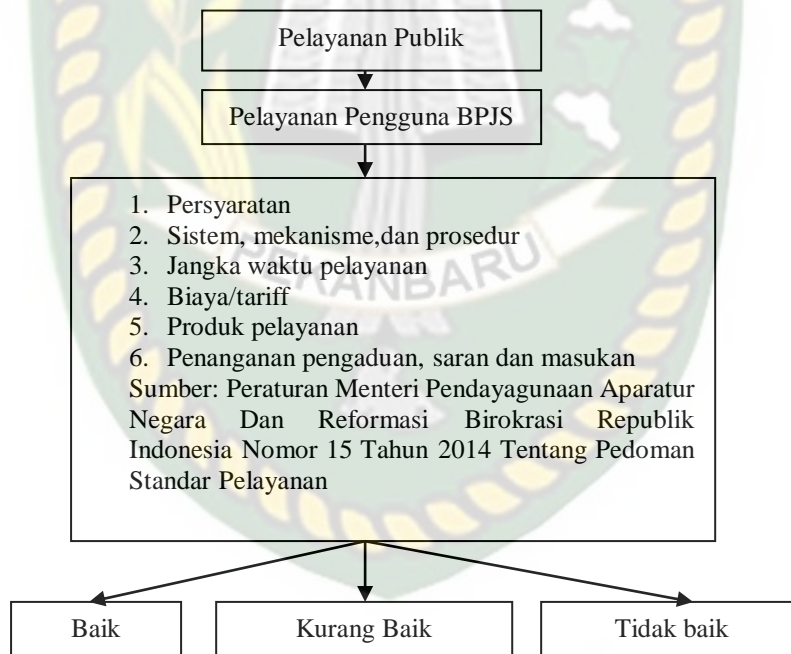 Pelayanan Publik
Pelayanan Pengguna BPJS
1. Persyaratan
2. Sistem, mekanisme,dan prosedur
3. Jangka waktu pelayanan
4. Biaya/tariff
5. Produk pelayanan
6. Penanganan pengaduan, saran dan masukan
Sumber: Peraturan Menteri Pendayagunaan Aparatur
Negara Dan Reformasi Birokrasi Republik
Indonesia Nomor 15 Tahun 2014 Tentang Pedoman
Standar Pelayanan
PEKANBARU
Baik
Kurang Baik
Tidak baik